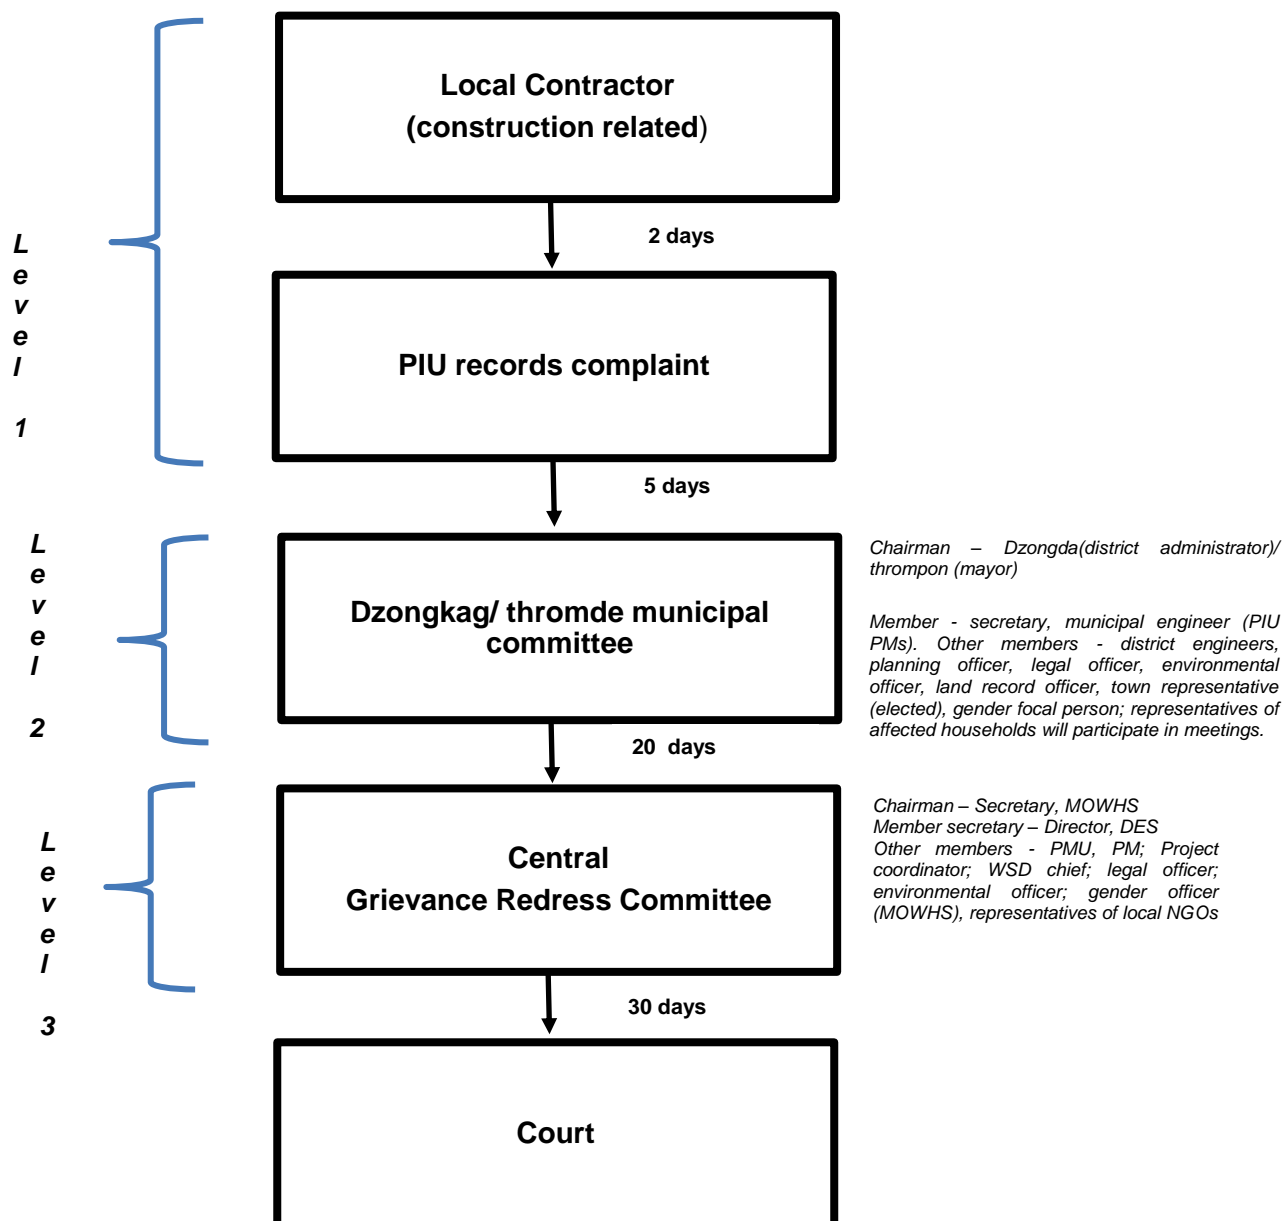 Local Contractor
(construction related)
2 days
Level 1
PIU records complaint
5 days
Level 2
Dzongkag/ thromde municipal
committee
Chairman – Dzongda(district administrator)/
thrompon (mayor)
Member - secretary, municipal engineer (PIU
PMs). Other members - district engineers,
planning officer, legal officer, environmental
officer, land record officer, town representative
(elected), gender focal person; representatives of
affected households will participate in meetings.
20 days
Level 3
Central
Grievance Redress Committee
Chairman – Secretary, MOWHS
Member secretary – Director, DES
Other members - PMU, PM; Project
coordinator; WSD chief; legal officer;
environmental officer; gender officer
(MOWHS), representatives of local NGOs
30 days
Court